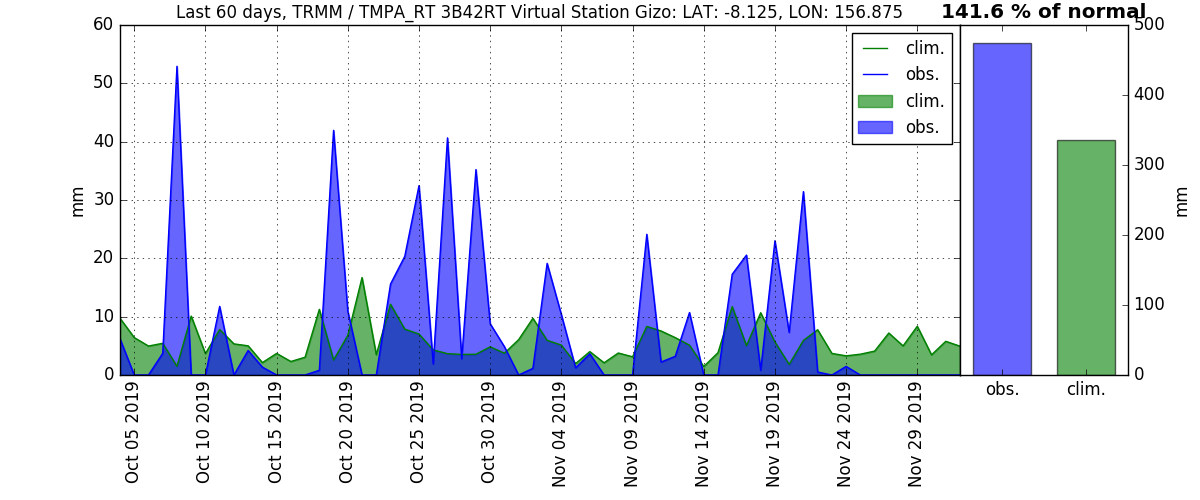 Last 60 days, TRMM / TMPA_RT 3B42RT Virtual Station Gizo: LAT: -8.125, LON: 156.875
141.6 % of normal
60
50
40
30
20
10
0
mm
clim.
obs.
clim.
obs.
Oct 05 2019
Oct 10 2019
Oct 15 2019
Oct 20 2019
Oct 25 2019
Oct 30 2019
Nov 04 2019
Nov 09 2019
Nov 14 2019
Nov 19 2019
Nov 24 2019
Nov 29 2019
500
400
300
200
100
0
mm
obs.
clim.